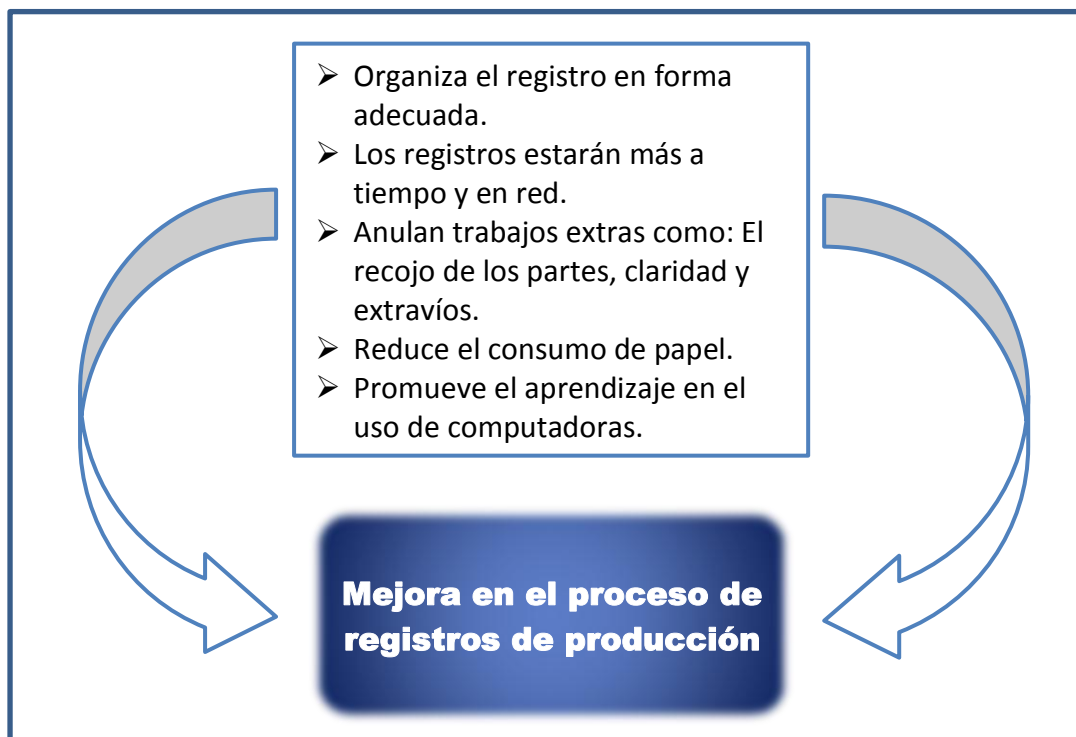 ➢ Organiza el registro en forma
adecuada.
➢ Los registros estarán más a
tiempo y en red.
➢ Anulan trabajos extras como: El
recojo de los partes, claridad y
extravíos.
➢ Reduce el consumo de papel.
➢ Promueve el aprendizaje en el
uso de computadoras.
Mejora en el proceso de
registros de producción